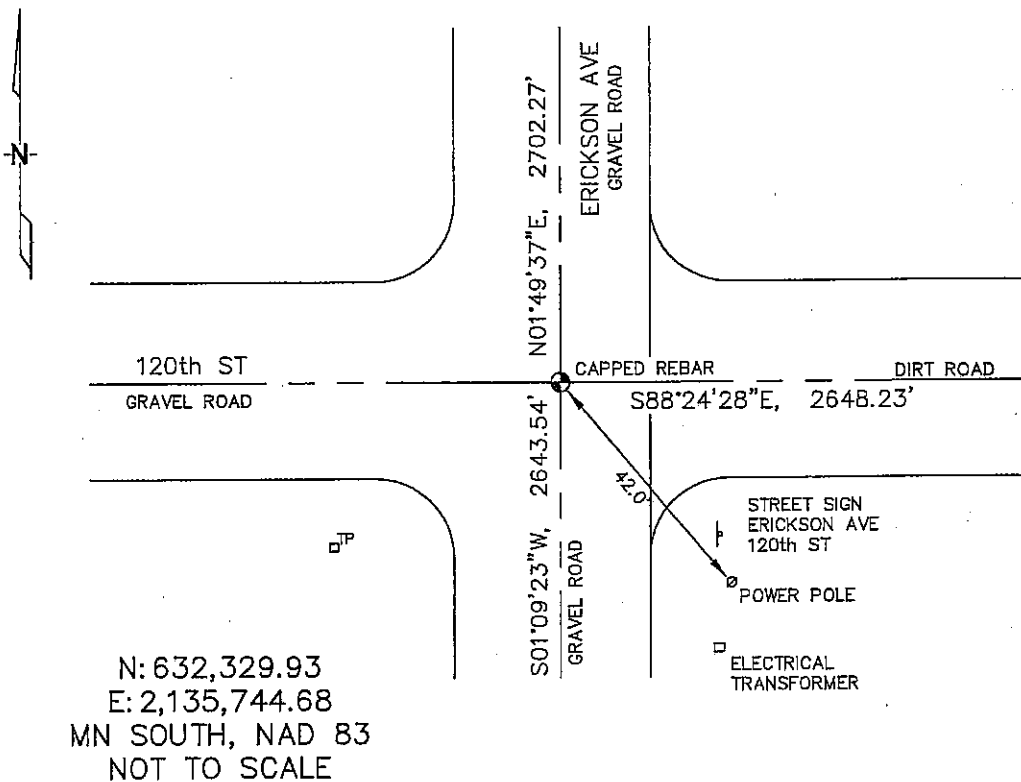 N
ERICKSON AVE
GRAVEL ROAD
N01°49'37"E, 2702.27'
120th ST
GRAVEL ROAD
CAPPED REBAR
DIRT ROAD
S88°24'28"E, 2648.23'
S01°09'23"W, 2643.54'
GRAVEL ROAD
42.0'
STREET SIGN
ERICKSON AVE
120th ST
TP
POWER POLE
ELECTRICAL
TRANSFORMER
N: 632,329.93
E: 2,135,744.68
MN SOUTH, NAD 83
NOT TO SCALE